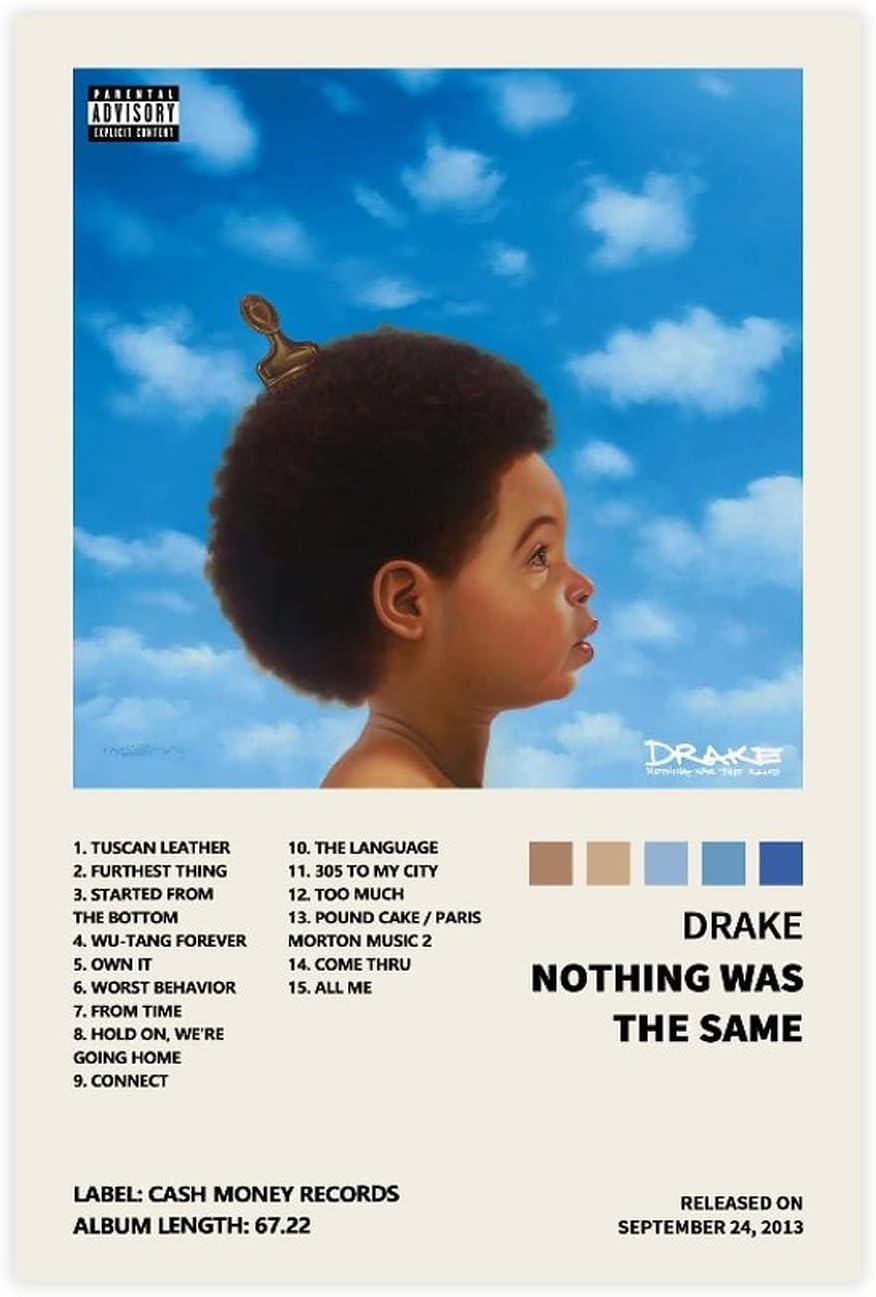 PARENTAL
ADVISORY
EXPLICIT CONTENT
DRAKE
NOTHING WAS THE SAME
1. TUSCAN LEATHER
2. FURTHEST THING
3. STARTED FROM
THE BOTTOM
4. WU-TANG FOREVER
5. OWN IT
6. WORST BEHAVIOR
7. FROM TIME
8. HOLD ON, WE'RE
GOING HOME
9. CONNECT
10. THE LANGUAGE
11. 305 TO MY CITY
12. TOO MUCH
13. POUND CAKE / PARIS
MORTON MUSIC 2
14. COME THRU
15. ALL ME
DRAKE
NOTHING WAS
THE SAME
LABEL: CASH MONEY RECORDS
ALBUM LENGTH: 67.22
RELEASED ON
SEPTEMBER 24, 2013